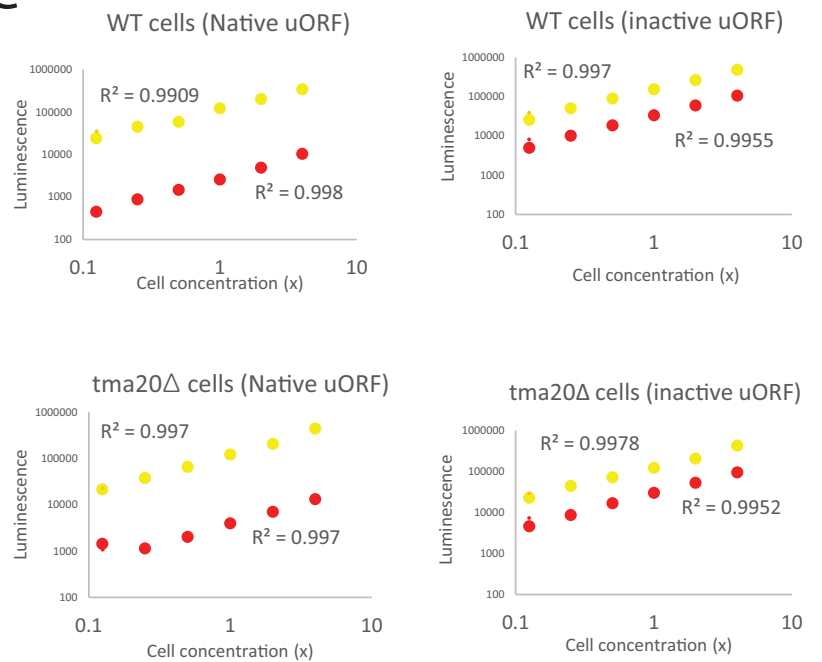 WT cells (Native uORF)
1000000
100000
10000
1000
100
Luminescence
R² = 0.9909
R² = 0.998
0.1
1
10
Cell concentration (x)
WT cells (inactive uORF)
1000000
100000
10000
1000
100
Luminescence
R² = 0.997
R² = 0.9955
0.1
1
10
Cell concentration (x)
tma20Δ cells (Native uORF)
1000000
100000
10000
1000
100
Luminescence
R² = 0.997
R² = 0.997
0.1
1
10
Cell concentration (x)
tma20Δ cells (inactive uORF)
1000000
100000
10000
1000
100
Luminescence
R² = 0.9978
R² = 0.9952
0.1
1
10
Cell concentration (x)